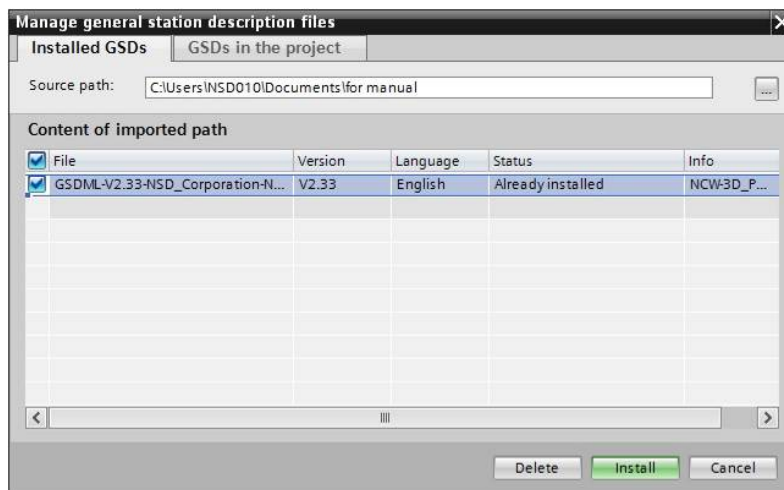 Manage general station description files
Installed GSDs GSDs in the project
Source path: C:\Users\NSD010\Documents\for manual ...
Content of imported path
File Version Language Status Info
GSDML-V2.33-NSD_Corporation-N... V2.33 English Already installed NCW-3D_P...
Delete Install Cancel